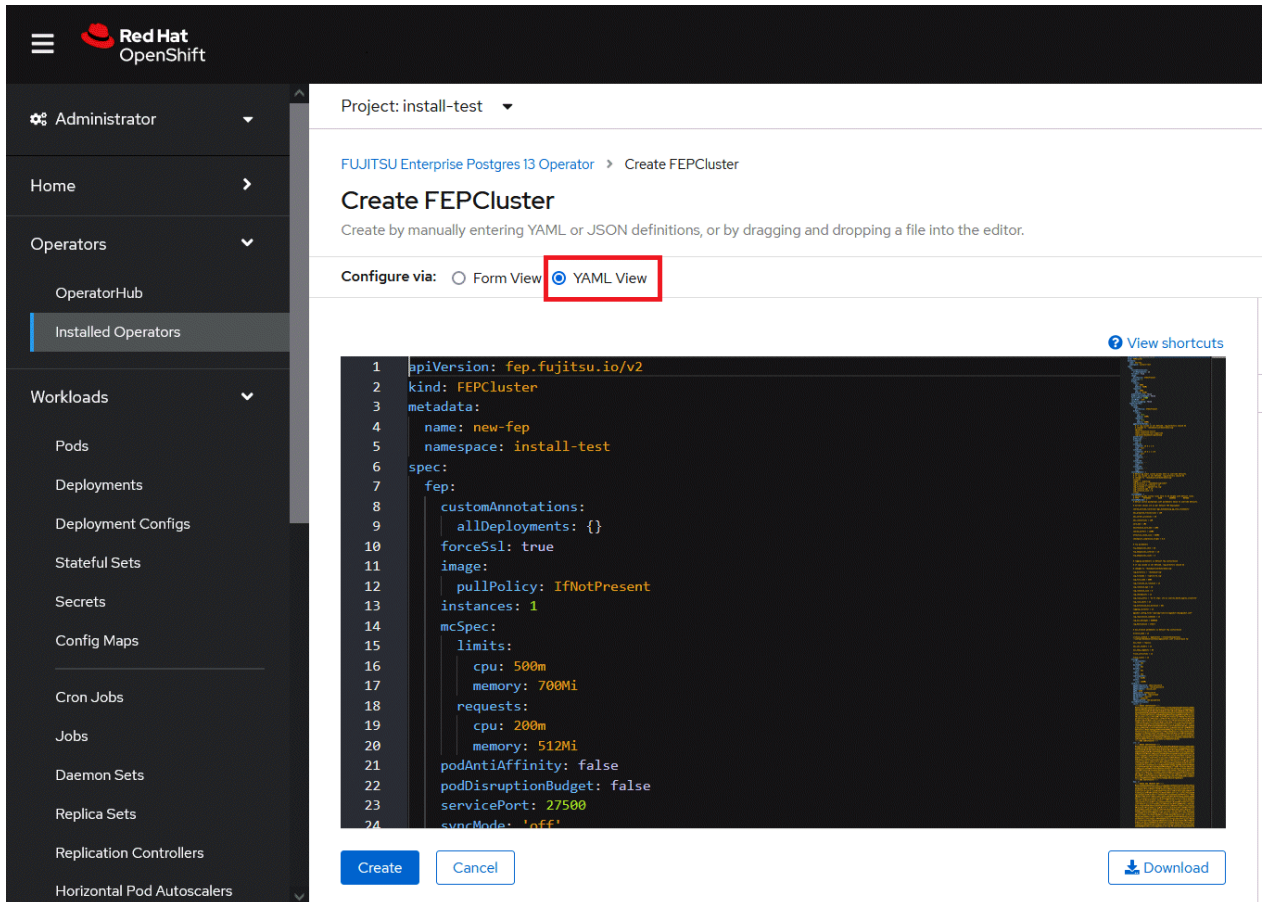 Red Hat
OpenShift
Administrator
Home
Operators
OperatorHub
Installed Operators
Workloads
Pods
Deployments
Deployment Configs
Stateful Sets
Secrets
Config Maps
Cron Jobs
Jobs
Daemon Sets
Replica Sets
Replication Controllers
Horizontal Pod Autoscalers
Project: install-test
FUJITSU Enterprise Postgres 13 Operator > Create FEPCluster
Create FEPCluster
Create by manually entering YAML or JSON definitions, or by dragging and dropping a file into the editor.
Configure via: Form View YAML View
View shortcuts
1 apiVersion: fep.fujitsu.io/v2
2 kind: FEPCluster
3 metadata:
4 name: new-fep
5 namespace: install-test
6 spec:
7 fep:
8 customAnnotations:
9 allDeployments: {}
10 forceSsl: true
11 image:
12 pullPolicy: IfNotPresent
13 instances: 1
14 mcSpec:
15 limits:
16 cpu: 500m
17 memory: 700Mi
18 requests:
19 cpu: 200m
20 memory: 512Mi
21 podAntiAffinity: false
22 podDisruptionBudget: false
23 servicePort: 27500
24 syncMode: 'off'
Create
Cancel
Download